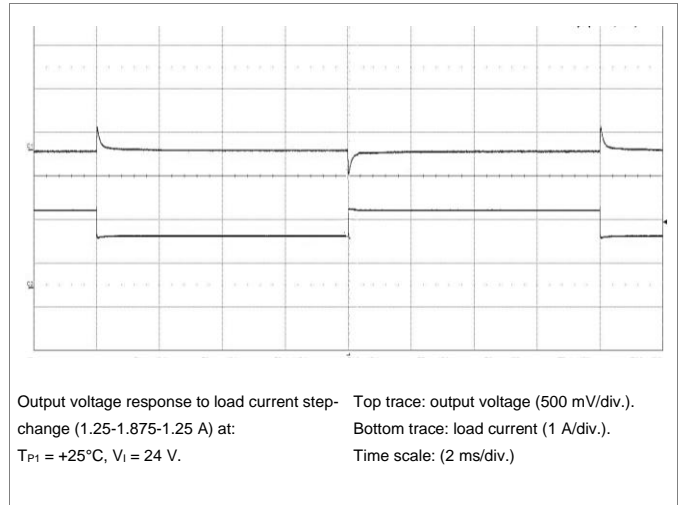 Output voltage response to load current step-
change (1.25-1.875-1.25 A) at:
TP1 = +25°C, VI = 24 V.
Top trace: output voltage (500 mV/div.).
Bottom trace: load current (1 A/div.).
Time scale: (2 ms/div.)